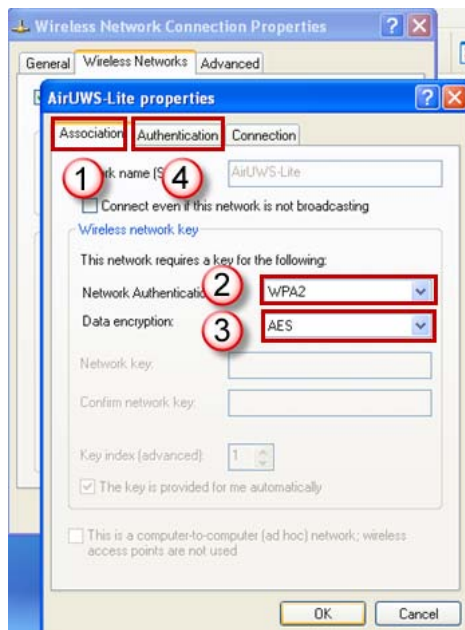 Wireless Network Connection Properties
General Wireless Networks Advanced
AirUWS-Lite properties
Association Authentication Connection
1 4
rk name (S AirUWS-Lite
Connect even if this network is not broadcasting
Wireless network key
This network requires a key for the following:
Network Authenticatio 2 WPA2
Data encryption: 3 AES
Network key:
Confirm network key:
Key index (advanced): 1
The key is provided for me automatically
This is a computer-to-computer (ad hoc) network; wireless
access points are not used
OK Cancel